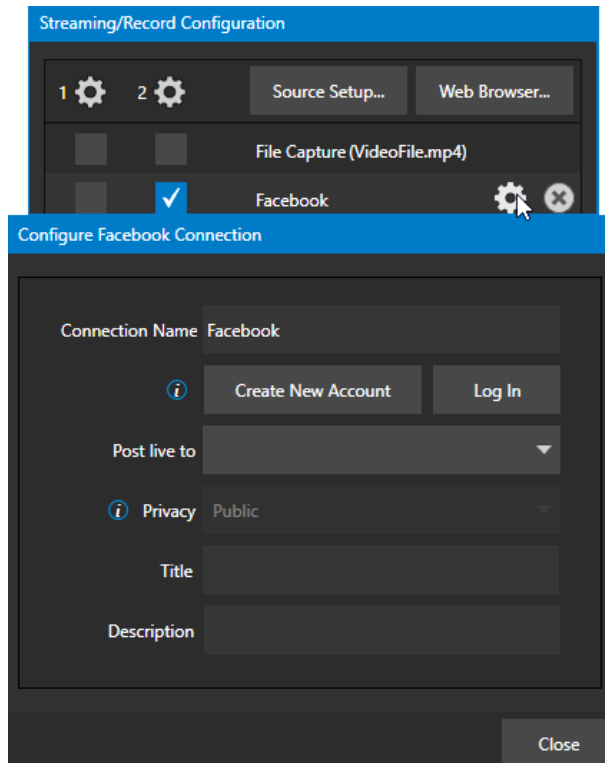 Streaming/Record Configuration
1 2 Source Setup... Web Browser...
File Capture (VideoFile.mp4)
Facebook
Configure Facebook Connection
Connection Name Facebook
i Create New Account Log In
Post live to
i Privacy Public
Title
Description
Close